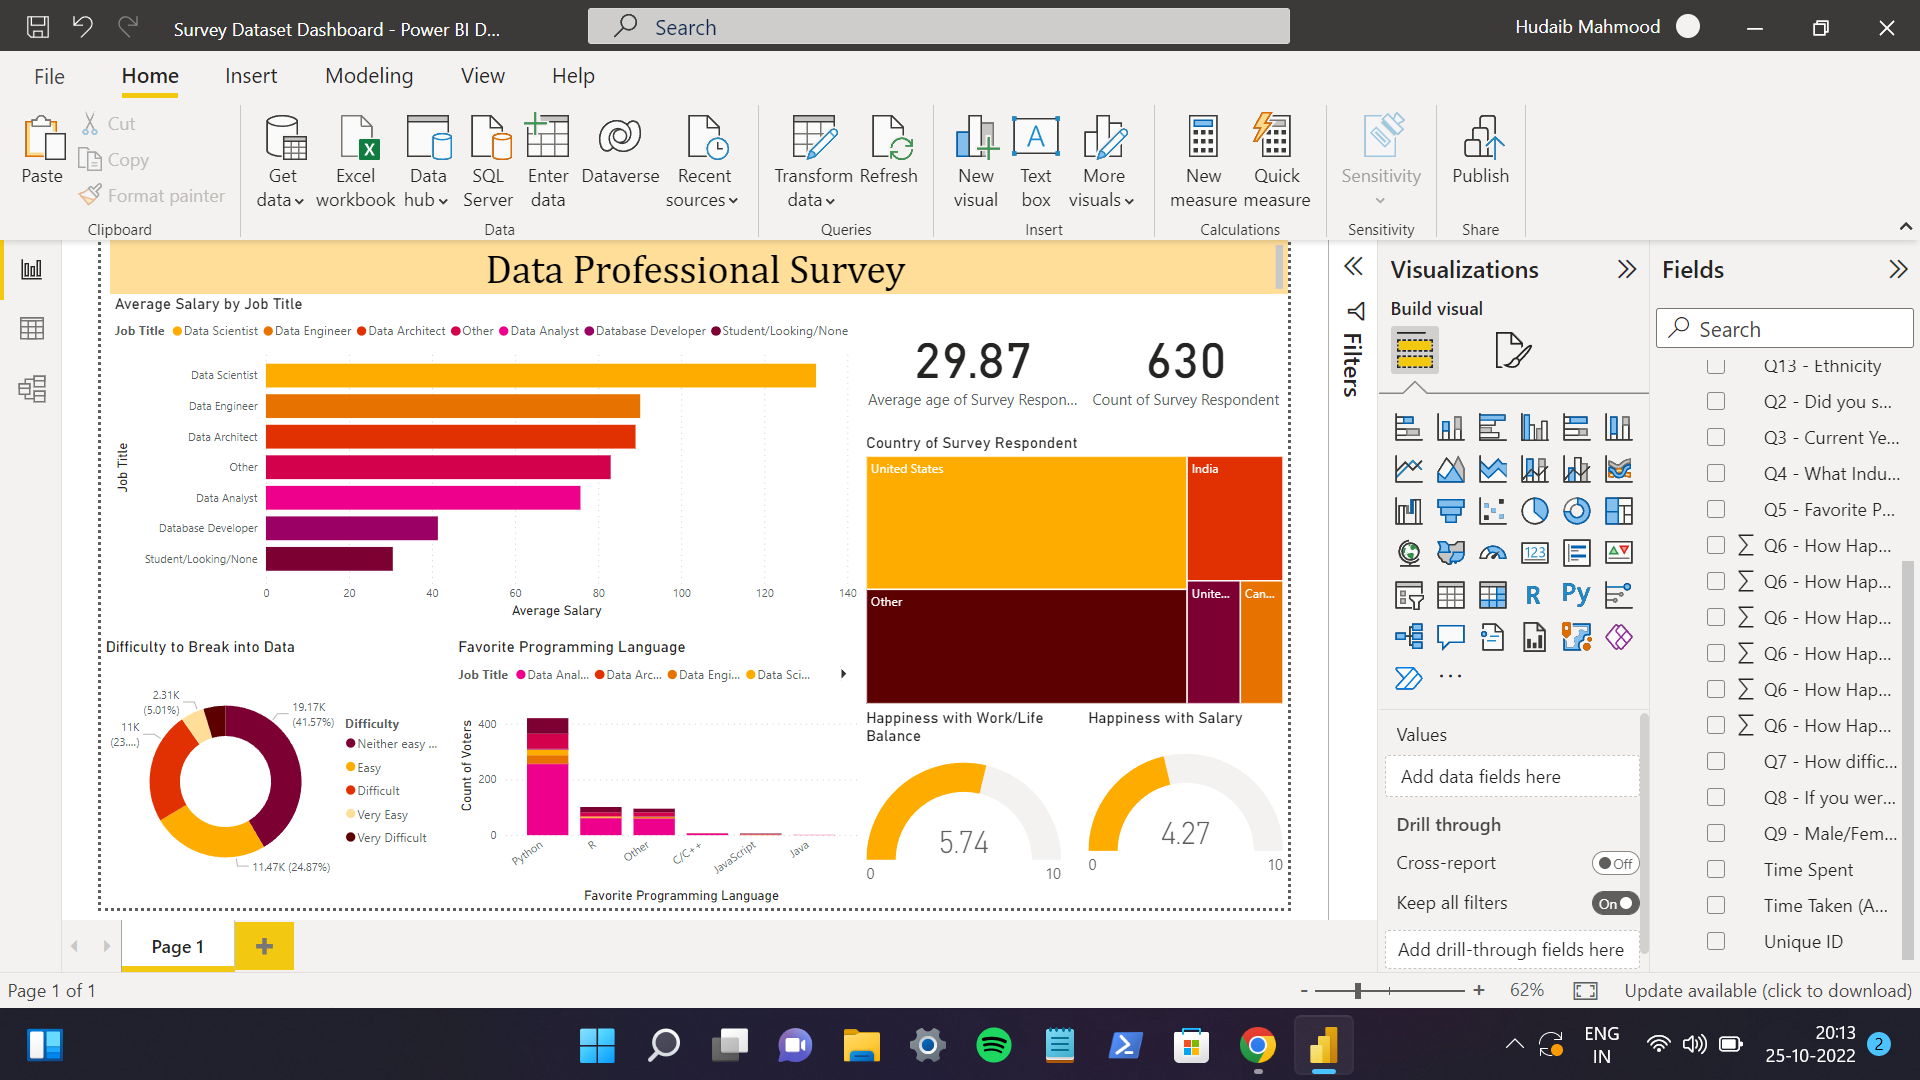 Survey Dataset Dashboard - Power BI D...
Search
Hudaib Mahmood
File
Home
Insert
Modeling
View
Help
Paste
Cut
Copy
Format painter
Clipboard
Get data
Excel workbook
Data hub
SQL Server
Enter data
Dataverse
Recent sources
Data
Transform data
Refresh
Queries
New visual
Text box
More visuals
Insert
New measure
Quick measure
Calculations
Sensitivity
Sensitivity
Publish
Share
Data Professional Survey
Average Salary by Job Title
Job Title Data Scientist Data Engineer Data Architect Other Data Analyst Database Developer Student/Looking/None
Job Title
Data Scientist
Data Engineer
Data Architect
Other
Data Analyst
Database Developer
Student/Looking/None
0 20 40 60 80 100 120 140
Average Salary
29.87
Average age of Survey Respon...
630
Count of Survey Respondent
Country of Survey Respondent
United States
India
Other
Unite...
Can...
Difficulty to Break into Data
2.31K
(5.01%)
11K
(23....)
19.17K
(41.57%)
11.47K (24.87%)
Difficulty
Neither easy ...
Easy
Difficult
Very Easy
Very Difficult
Favorite Programming Language
Job Title Data Anal... Data Arc... Data Engi... Data Sci...
Count of Voters
400
200
0
Python
R
Other
C/C++
JavaScript
Java
Favorite Programming Language
Happiness with Work/Life
Balance
5.74
0
10
Happiness with Salary
4.27
0
10
Filters
Visualizations
Build visual
123
R
Py
Values
Add data fields here
Drill through
Cross-report
Off
Keep all filters
On
Add drill-through fields here
Fields
Search
Q13 - Ethnicity
Q2 - Did you s...
Q3 - Current Ye...
Q4 - What Indu...
Q5 - Favorite P...
Q6 - How Hap...
Q6 - How Hap...
Q6 - How Hap...
Q6 - How Hap...
Q6 - How Hap...
Q6 - How Hap...
Q7 - How diffic...
Q8 - If you wer...
Q9 - Male/Fem...
Time Spent
Time Taken (A...
Unique ID
Page 1
Page 1 of 1
- + 62%
Update available (click to download)
ENG
IN
20:13
25-10-2022
2